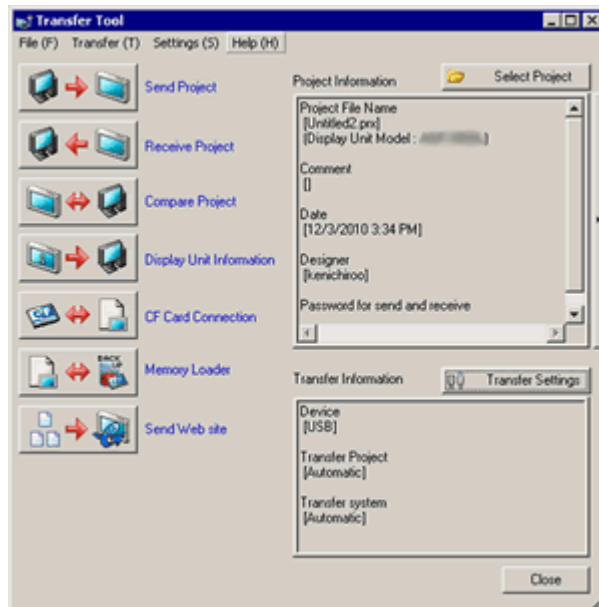 Transfer Tool
File (F) Transfer (T) Settings (S) Help (H)
Send Project
Receive Project
Compare Project
Display Unit Information
CF Card Connection
Memory Loader
Send Web site
Project Information
Select Project
Project File Name
[Untitled2.prx]
(Display Unit Model : )
Comment
[]
Date
[12/3/2010 3:34 PM]
Designer
[kenichiroo]
Password for send and receive
Transfer Information
Transfer Settings
Device
[USB]
Transfer Project
[Automatic]
Transfer system
[Automatic]
Close